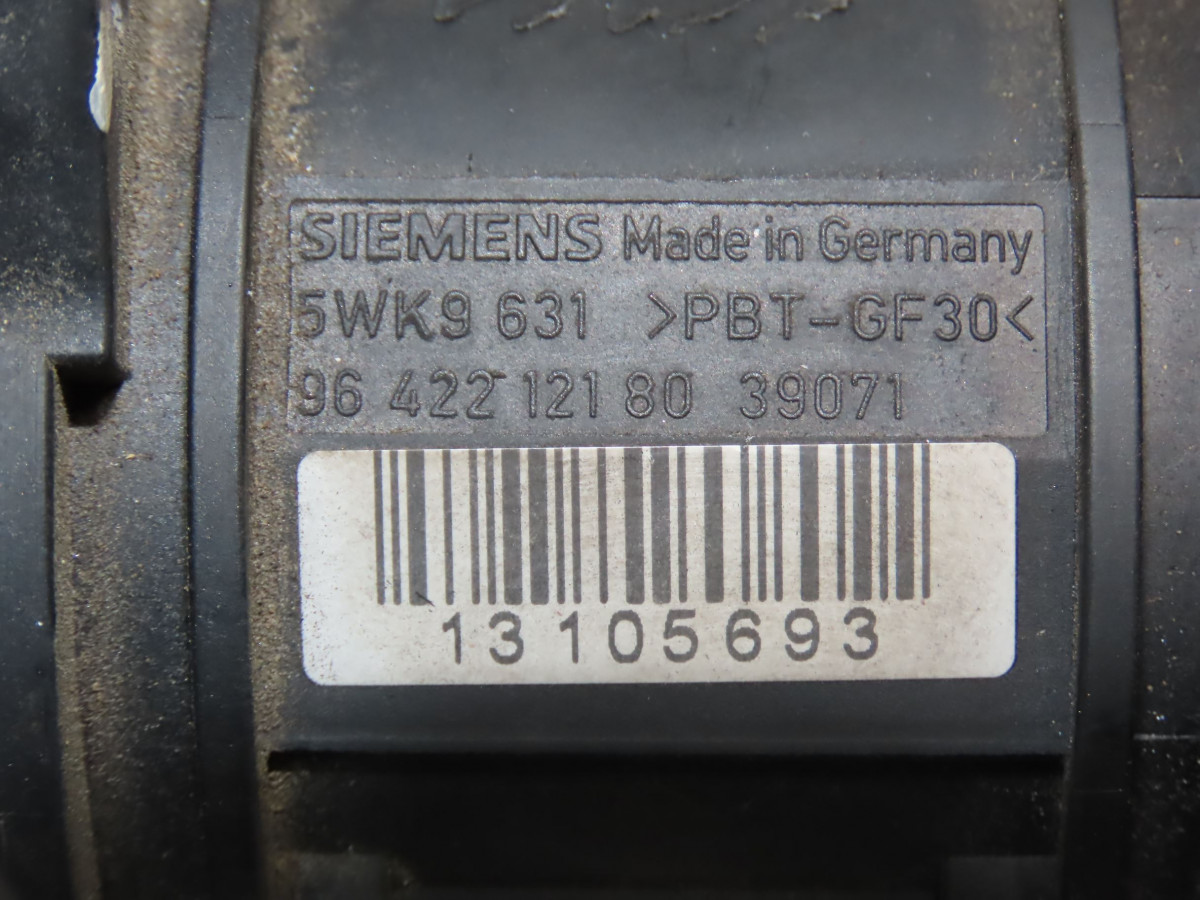 SIEMENS Made in Germany
5WK9 631 >PBT-GF30<
96 422 121 80 39071
13105693